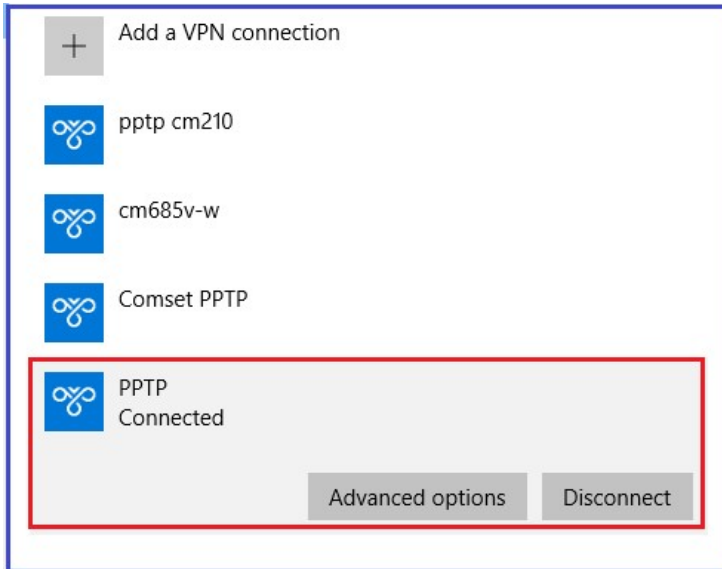 Add a VPN connection
pptp cm210
cm685v-w
Comset PPTP
PPTP
Connected
Advanced options Disconnect